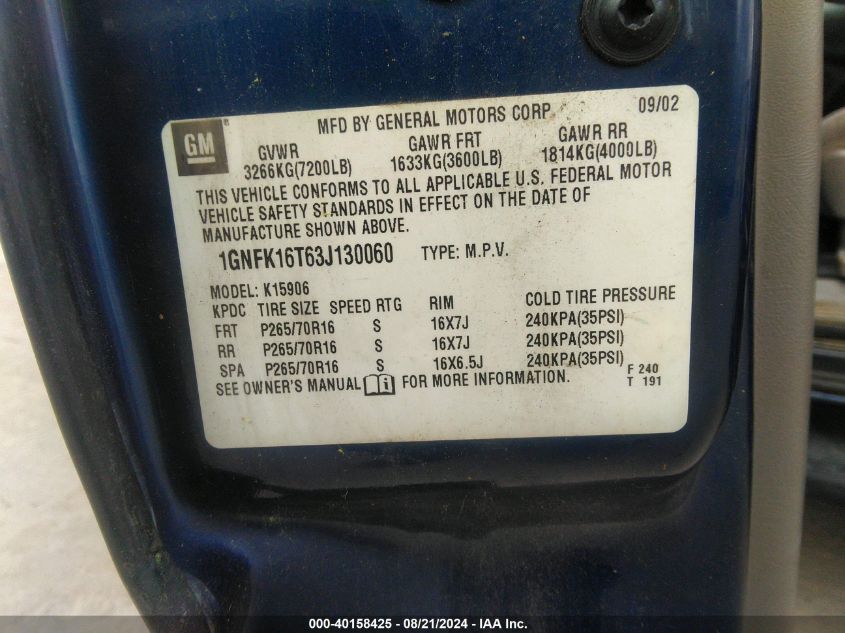 MFD BY GENERAL MOTORS CORP 09/02
GM®
GVWR GAWR FRT GAWR RR
3266KG(7200LB) 1633KG(3600LB) 1814KG(4000LB)
THIS VEHICLE CONFORMS TO ALL APPLICABLE U.S. FEDERAL MOTOR
VEHICLE SAFETY STANDARDS IN EFFECT ON THE DATE OF
MANUFACTURE SHOWN ABOVE.
1GNFK16T63J130060 TYPE: M.P.V.
MODEL: K15906
KPDC TIRE SIZE SPEED RTG RIM COLD TIRE PRESSURE
FRT P265/70R16 S 16X7J 240KPA(35PSI)
RR P265/70R16 S 16X7J 240KPA(35PSI)
SPA P265/70R16 S 16X6.5J 240KPA(35PSI)
SEE OWNER'S MANUAL i FOR MORE INFORMATION.
F 240
T 191
000-40158425 - 08/21/2024 - IAA Inc.